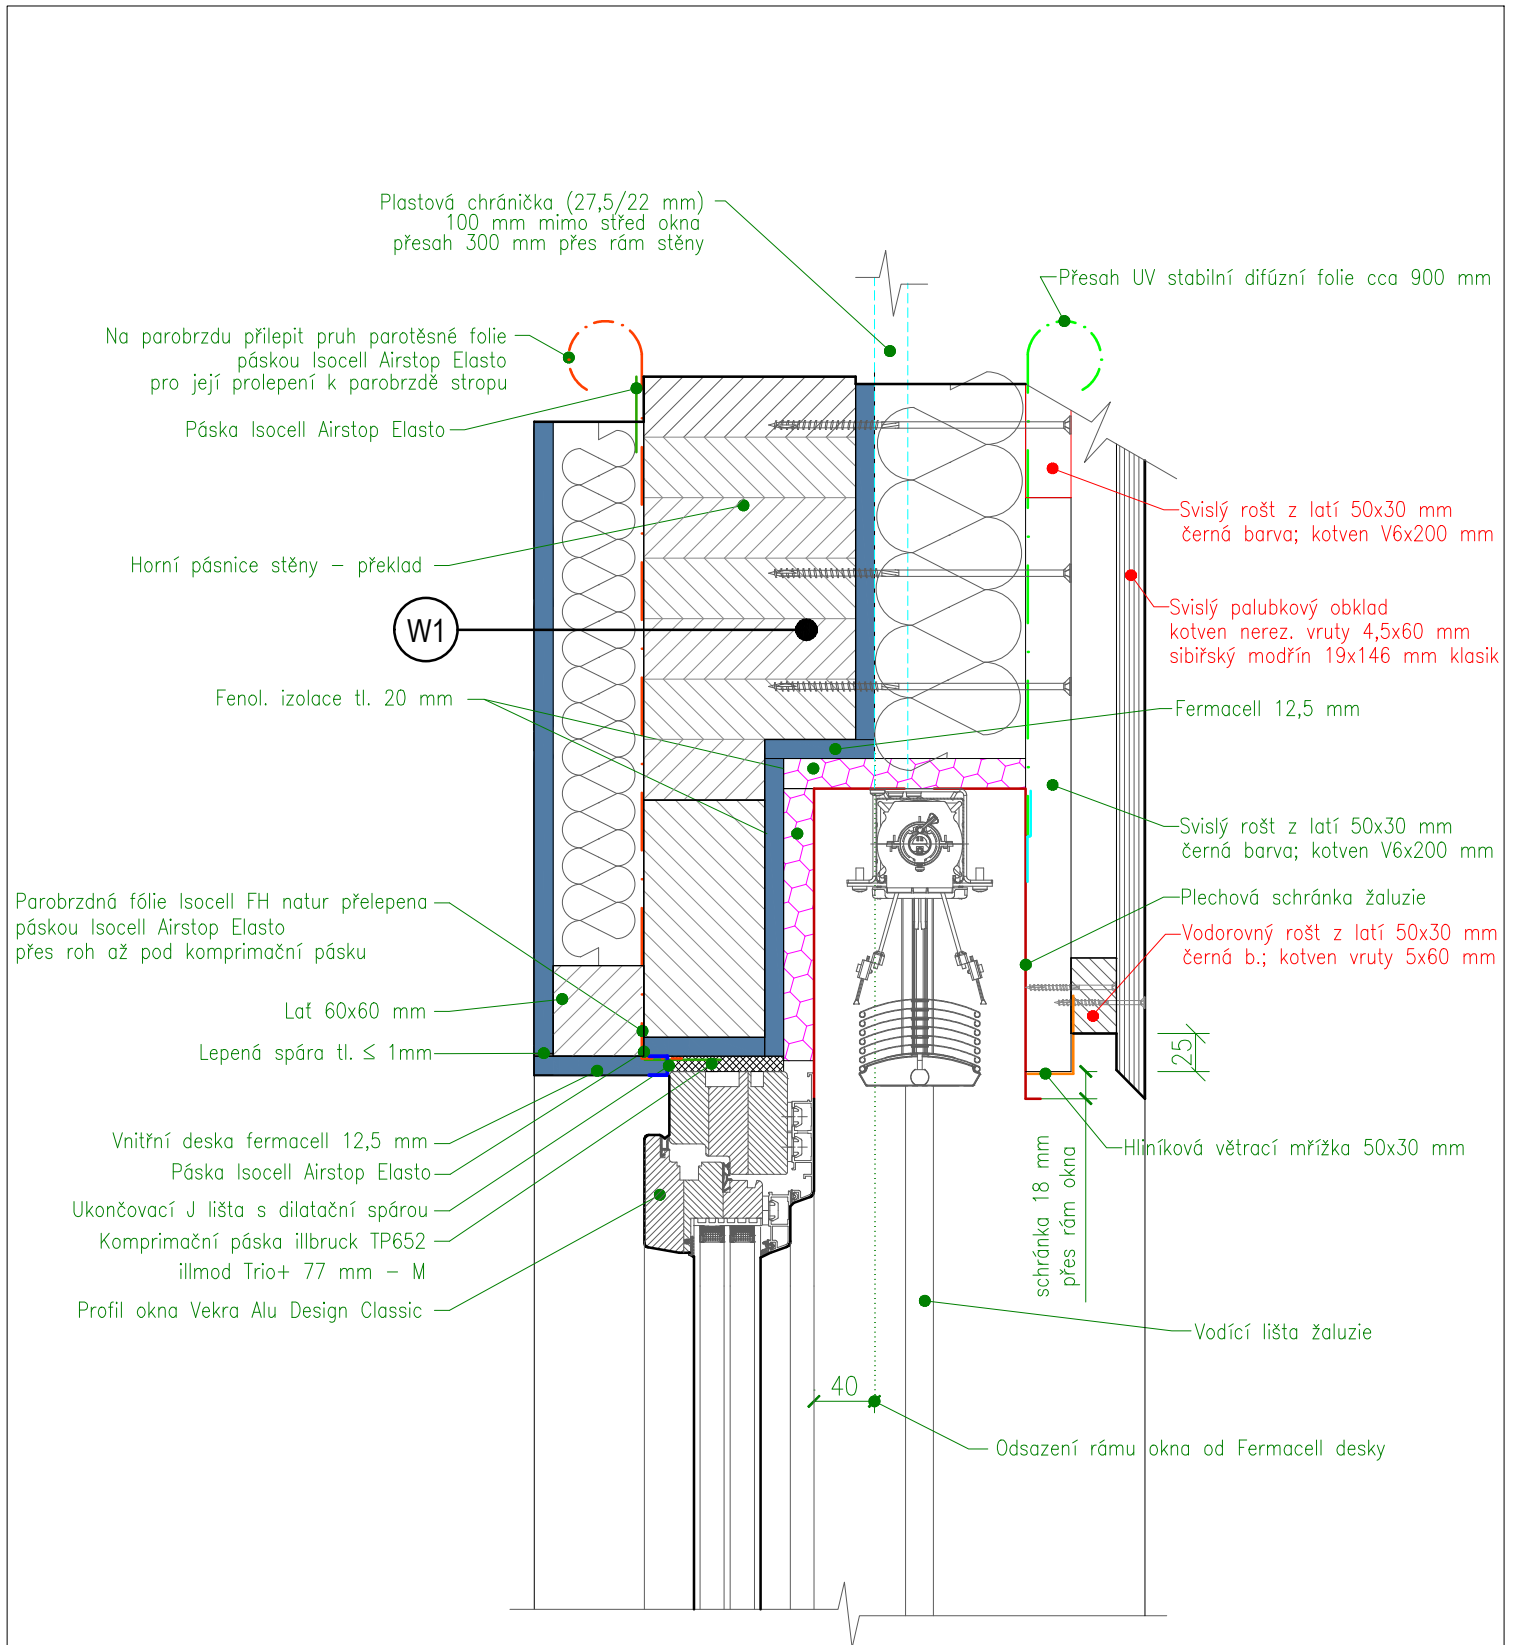 Plastová chránička (27,5/22 mm)
100 mm mimo střed okna
přesah 300 mm přes rám stěny
Přesah UV stabilní difúzní folie cca 900 mm
Na parobrzdu přilepit pruh parotěsné folie
páskou Isocell Airstop Elasto
pro její prolepení k parobrzdě stropu
Páska Isocell Airstop Elasto
Svislý rošt z latí 50x30 mm
černá barva; kotven V6x200 mm
Horní pásnice stěny – překlad
Svislý palubkový obklad
kotven nerez. vruty 4,5x60 mm
sibiřský modřín 19x146 mm klasik
W1
Fenol. izolace tl. 20 mm
Fermacell 12,5 mm
Svislý rošt z latí 50x30 mm
černá barva; kotven V6x200 mm
Parobrzdná fólie Isocell FH natur přelepena
páskou Isocell Airstop Elasto
přes roh až pod komprimační pásku
Plechová schránka žaluzie
Vodorovný rošt z latí 50x30 mm
černá b.; kotven vruty 5x60 mm
Lať 60x60 mm
Lepená spára tl. ≤ 1mm
25
Vnitřní deska fermacell 12,5 mm
Páska Isocell Airstop Elasto
Ukončovací J lišta s dilatační spárou
Komprimační páska illbruck TP652
illmod Trio+ 77 mm – M
Profil okna Vekra Alu Design Classic
Hliníková větrací mřížka 50x30 mm
schránka 18 mm
přes rám okna
Vodící lišta žaluzie
40
Odsazení rámu okna od Fermacell desky